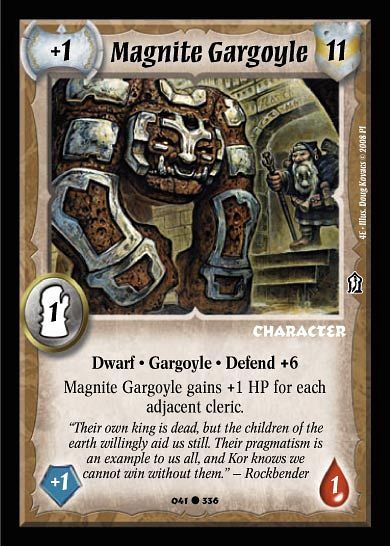 +1
Magnite Gargoyle
11
4E • Illus. Doug Kovacs © 2008 PI
1
CHARACTER
Dwarf • Gargoyle • Defend +6
Magnite Gargoyle gains +1 HP for each
adjacent cleric.
“Their own king is dead, but the children of the
earth willingly aid us still. Their pragmatism is
an example to us all, and Kor knows we
cannot win without them.” – Rockbender
+1
1
041 ● 336